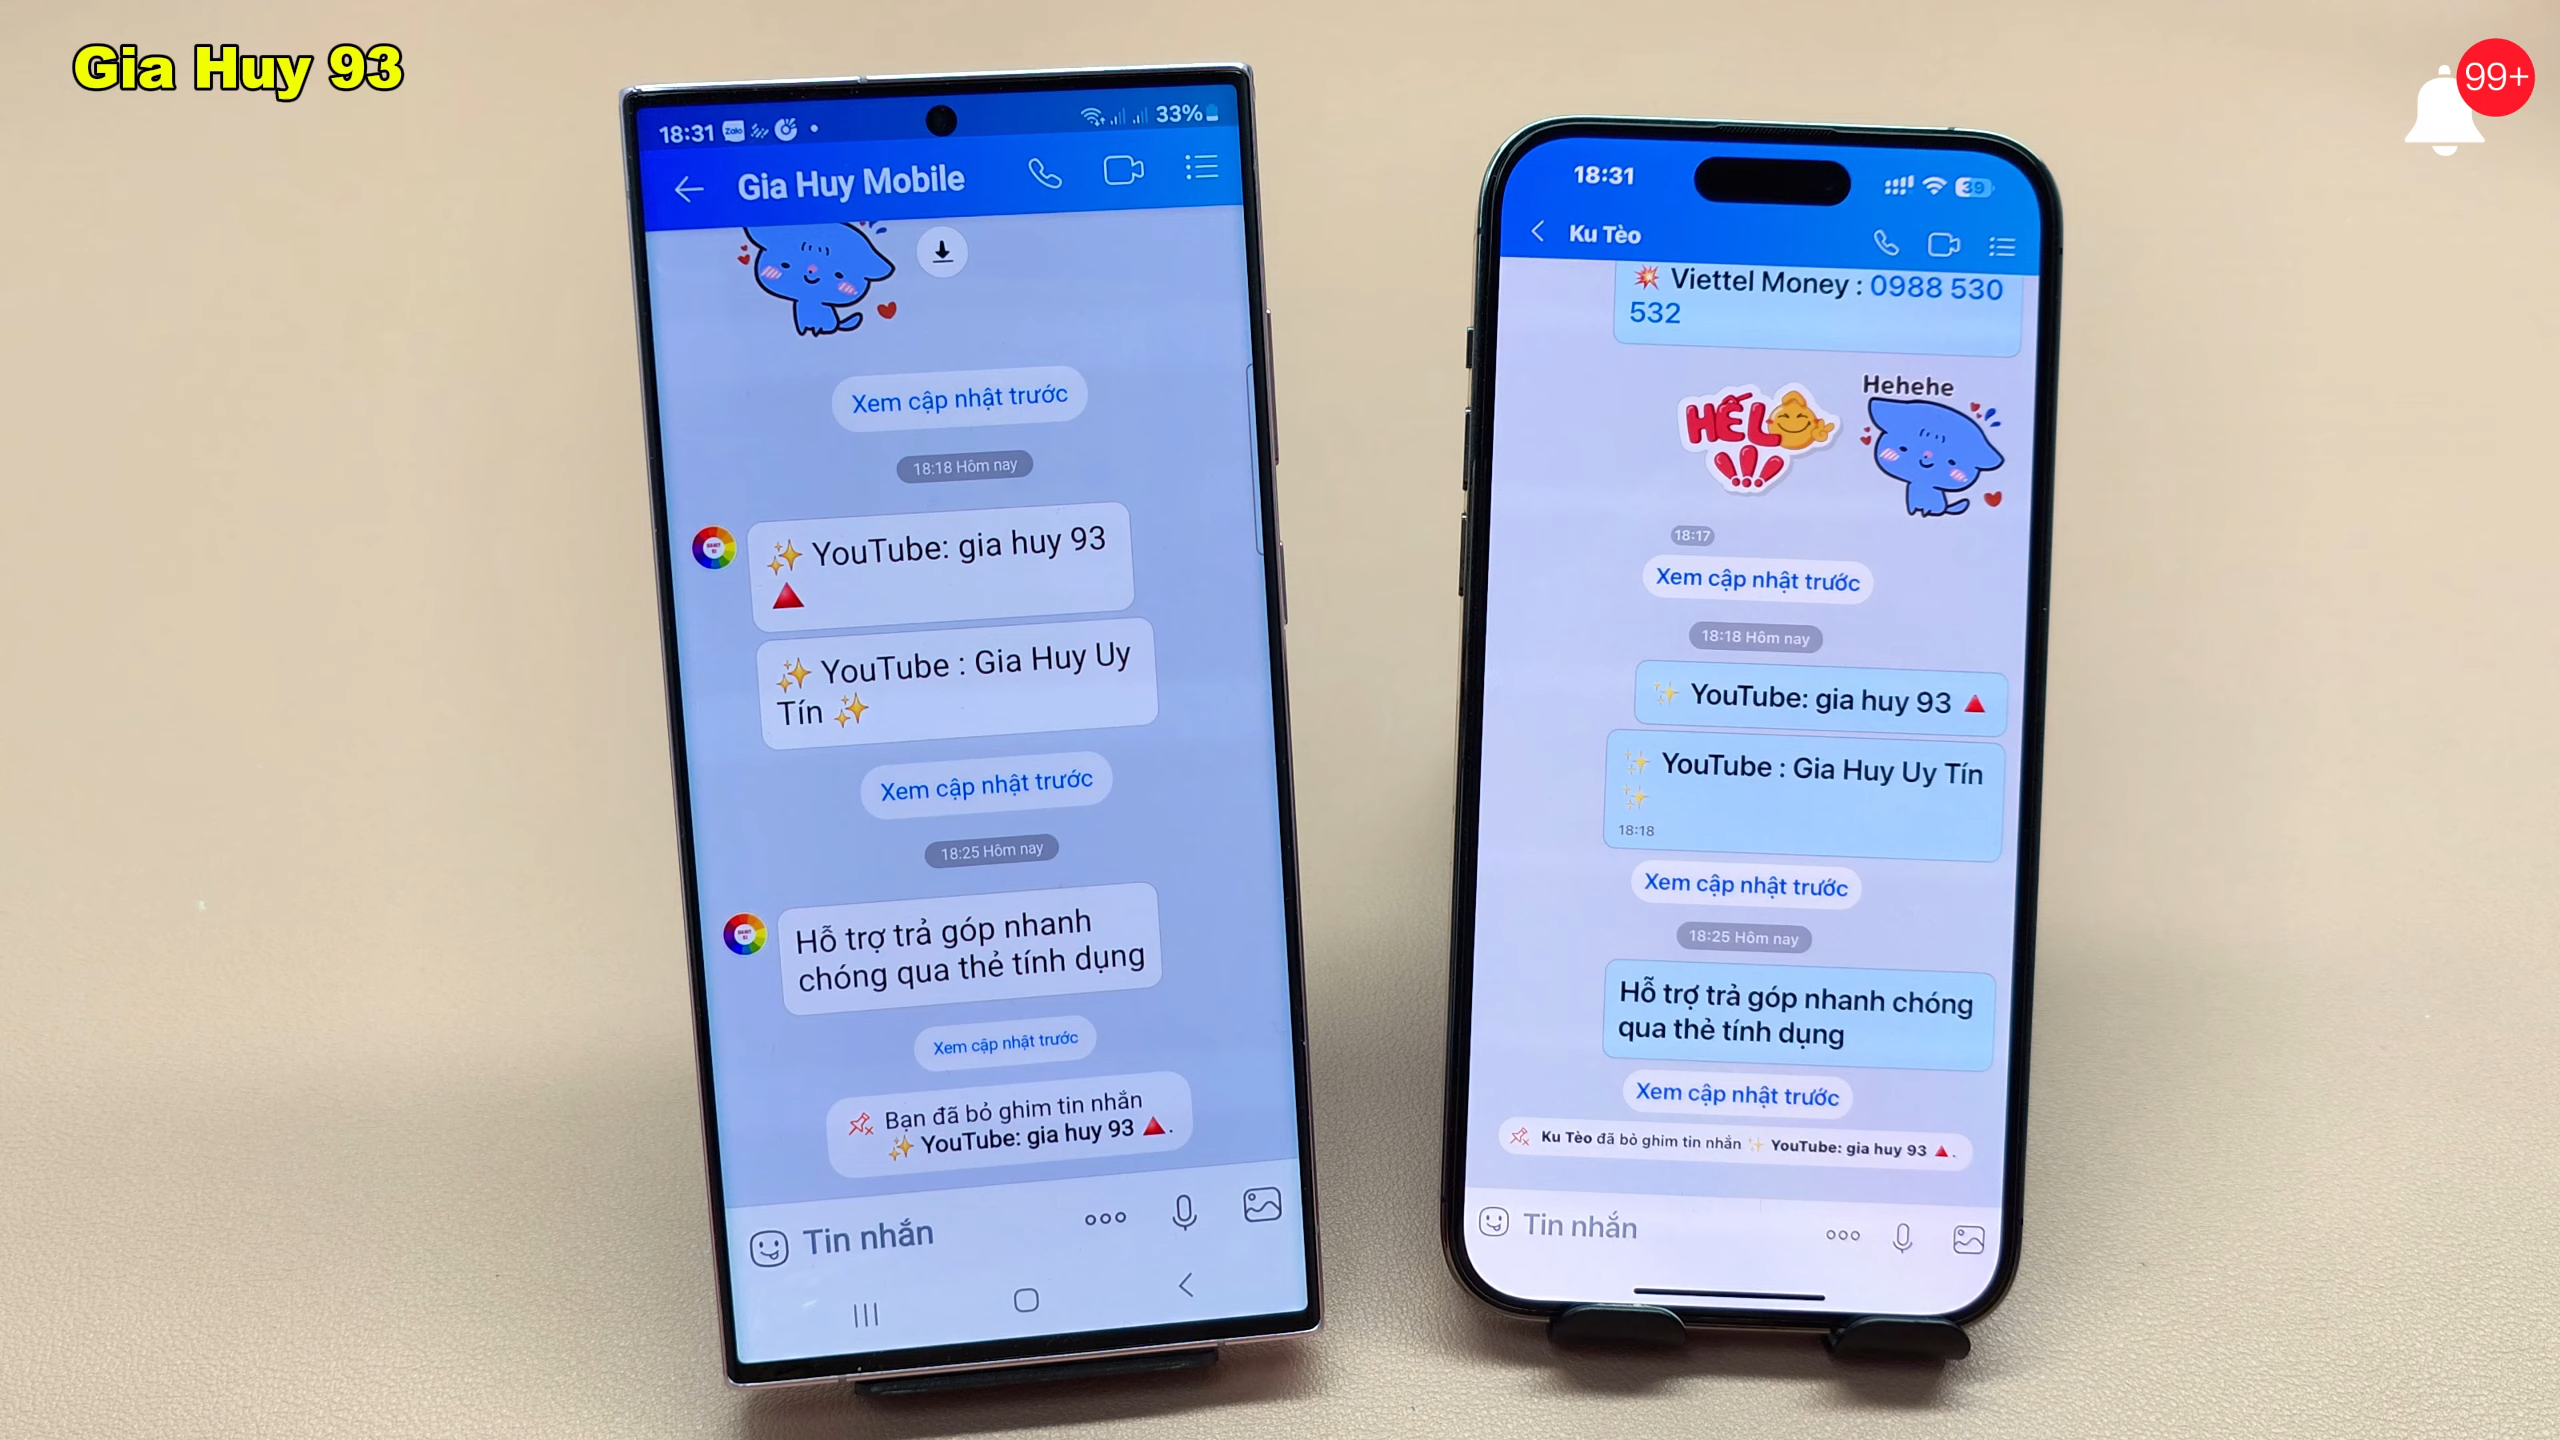 Gia Huy 93
99+
18:31 Zalo 33%
Gia Huy Mobile
Xem cập nhật trước
18:18 Hôm nay
✨ YouTube: gia huy 93
🔺
✨ YouTube : Gia Huy Uy
Tín ✨
Xem cập nhật trước
18:25 Hôm nay
Hỗ trợ trả góp nhanh
chóng qua thẻ tính dụng
Xem cập nhật trước
Bạn đã bỏ ghim tin nhắn
✨ YouTube: gia huy 93 🔺.
Tin nhắn
18:31 39
Ku Tèo
💥 Viettel Money : 0988 530
532
Hehehe
HẾL !!!
18:17
Xem cập nhật trước
18:18 Hôm nay
✨ YouTube: gia huy 93 🔺
✨ YouTube : Gia Huy Uy Tín
✨
18:18
Xem cập nhật trước
18:25 Hôm nay
Hỗ trợ trả góp nhanh chóng
qua thẻ tính dụng
Xem cập nhật trước
Ku Tèo đã bỏ ghim tin nhắn ✨ YouTube: gia huy 93 🔺.
Tin nhắn